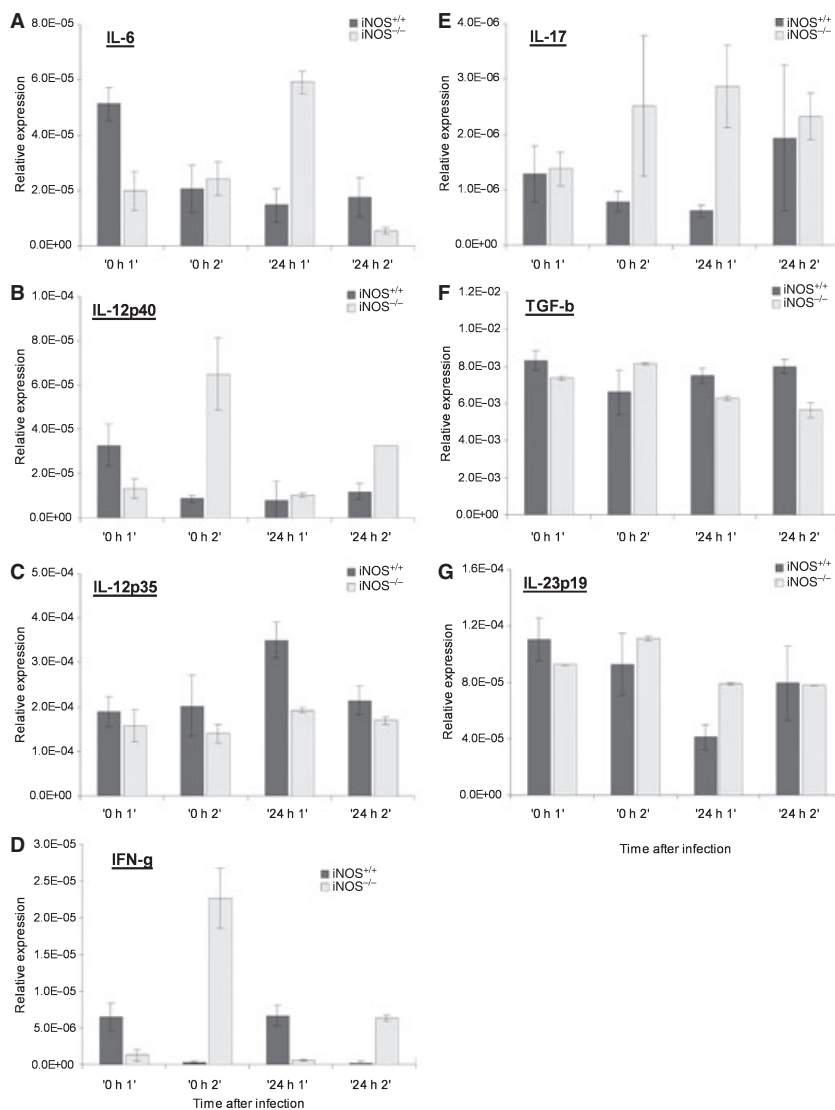 A
IL-6
iNOS+/+
iNOS−/−
Relative expression
8.0E−05
6.0E−05
4.0E−05
2.0E−05
0.0E+00
'0 h 1' '0 h 2' '24 h 1' '24 h 2'
B
IL-12p40
iNOS+/+
iNOS−/−
Relative expression
1.0E−04
8.0E−05
6.0E−05
4.0E−05
2.0E−05
0.0E+00
'0 h 1' '0 h 2' '24 h 1' '24 h 2'
C
IL-12p35
iNOS+/+
iNOS−/−
Relative expression
5.0E−04
4.0E−04
3.0E−04
2.0E−04
1.0E−04
0.0E+00
'0 h 1' '0 h 2' '24 h 1' '24 h 2'
D
IFN-g
iNOS+/+
iNOS−/−
Relative expression
3.0E−05
2.5E−05
2.0E−05
1.5E−05
1.0E−05
5.0E−06
0.0E+00
'0 h 1' '0 h 2' '24 h 1' '24 h 2'
Time after infection
E
IL-17
iNOS+/+
iNOS−/−
Relative expression
4.0E−06
3.0E−06
2.0E−06
1.0E−06
0.0E+00
'0 h 1' '0 h 2' '24 h 1' '24 h 2'
F
TGF-b
iNOS+/+
iNOS−/−
Relative expression
1.2E−02
1.0E−02
8.0E−03
6.0E−03
4.0E−03
2.0E−03
0.0E+00
'0 h 1' '0 h 2' '24 h 1' '24 h 2'
G
IL-23p19
iNOS+/+
iNOS−/−
Relative expression
1.6E−04
1.2E−04
8.0E−05
4.0E−05
0.0E+00
'0 h 1' '0 h 2' '24 h 1' '24 h 2'
Time after infection